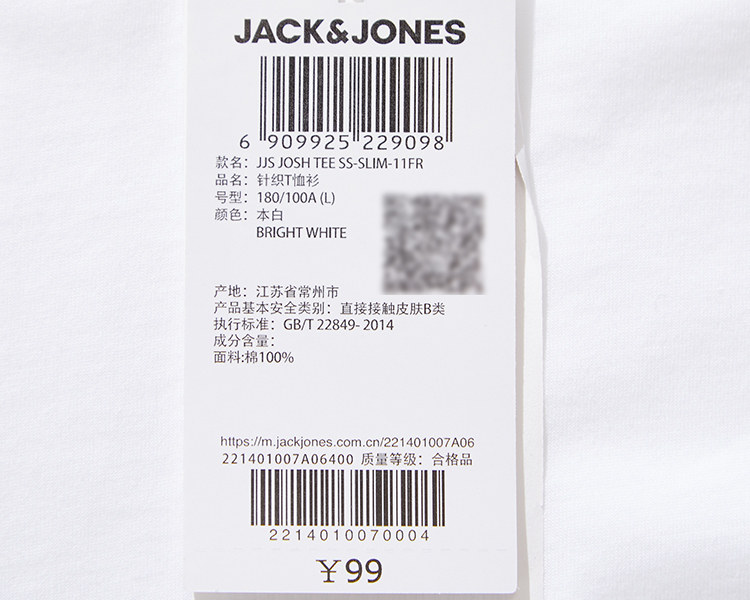 JACK&JONES
6 909925 229098
款名：JJS JOSH TEE SS-SLIM-11FR
品名：针织T恤衫
号型：180/100A (L)
颜色：本白
BRIGHT WHITE
产地：江苏省常州市
产品基本安全类别：直接接触皮肤B类
执行标准：GB/T 22849- 2014
成分含量：
面料:棉100%
https://m.jackjones.com.cn/221401007A06
221401007A06400 质量等级：合格品
2214010070004
￥99